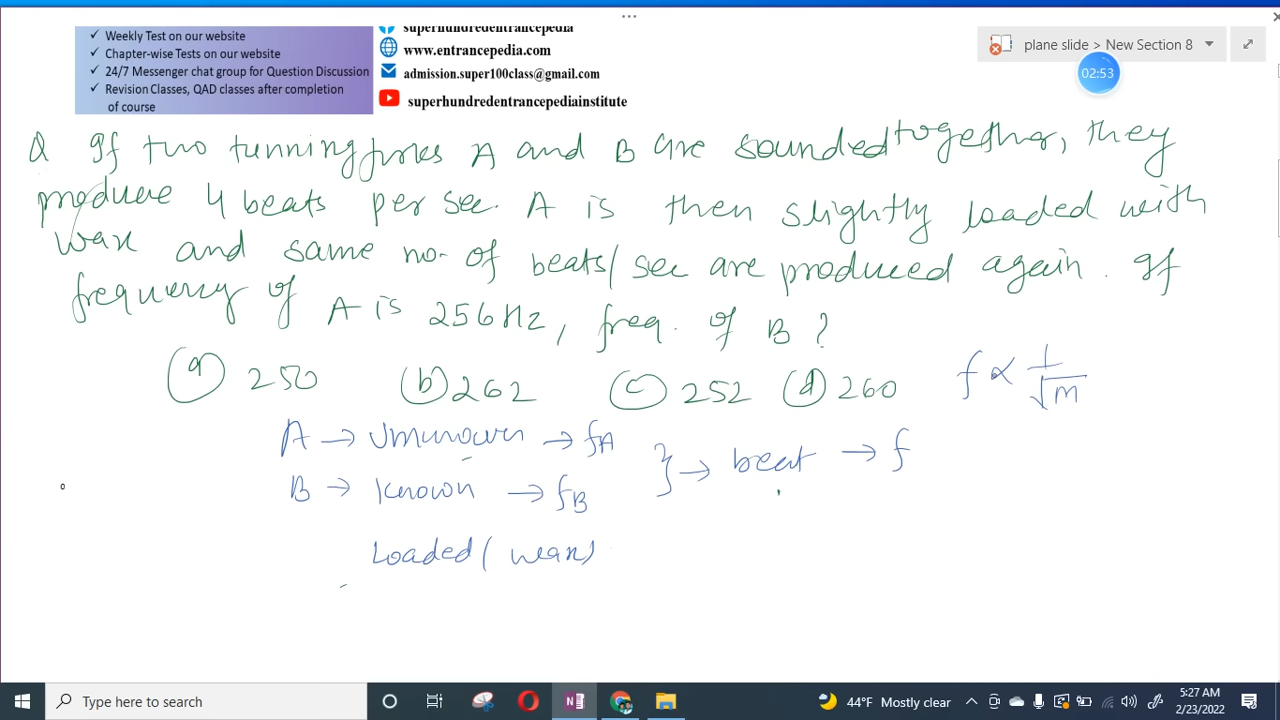 ...
plane slide > New Section 8
02:53
✓ Weekly Test on our website
✓ Chapter-wise Tests on our website
✓ 24/7 Messenger chat group for Question Discussion
✓ Revision Classes, QAD classes after completion
of course
superhundredentrancepedia
www.entrancepedia.com
admission.super100class@gmail.com
superhundredentrancepediainstitute
Q If two tunning forks A and B are sounded together, they
produce 4 beats per sec. A is then slightly loaded with
wax and same no. of beats/sec are produced again. If
frequency of A is 256Hz, freq. of B ?
(a) 250 (b) 262 (c) 252 (d) 260
f ∝ 1/√m
A → Unknown → fA
B → Known → fB
} → beat → f
Loaded (wax)
Type here to search
44°F Mostly clear
5:27 AM
2/23/2022